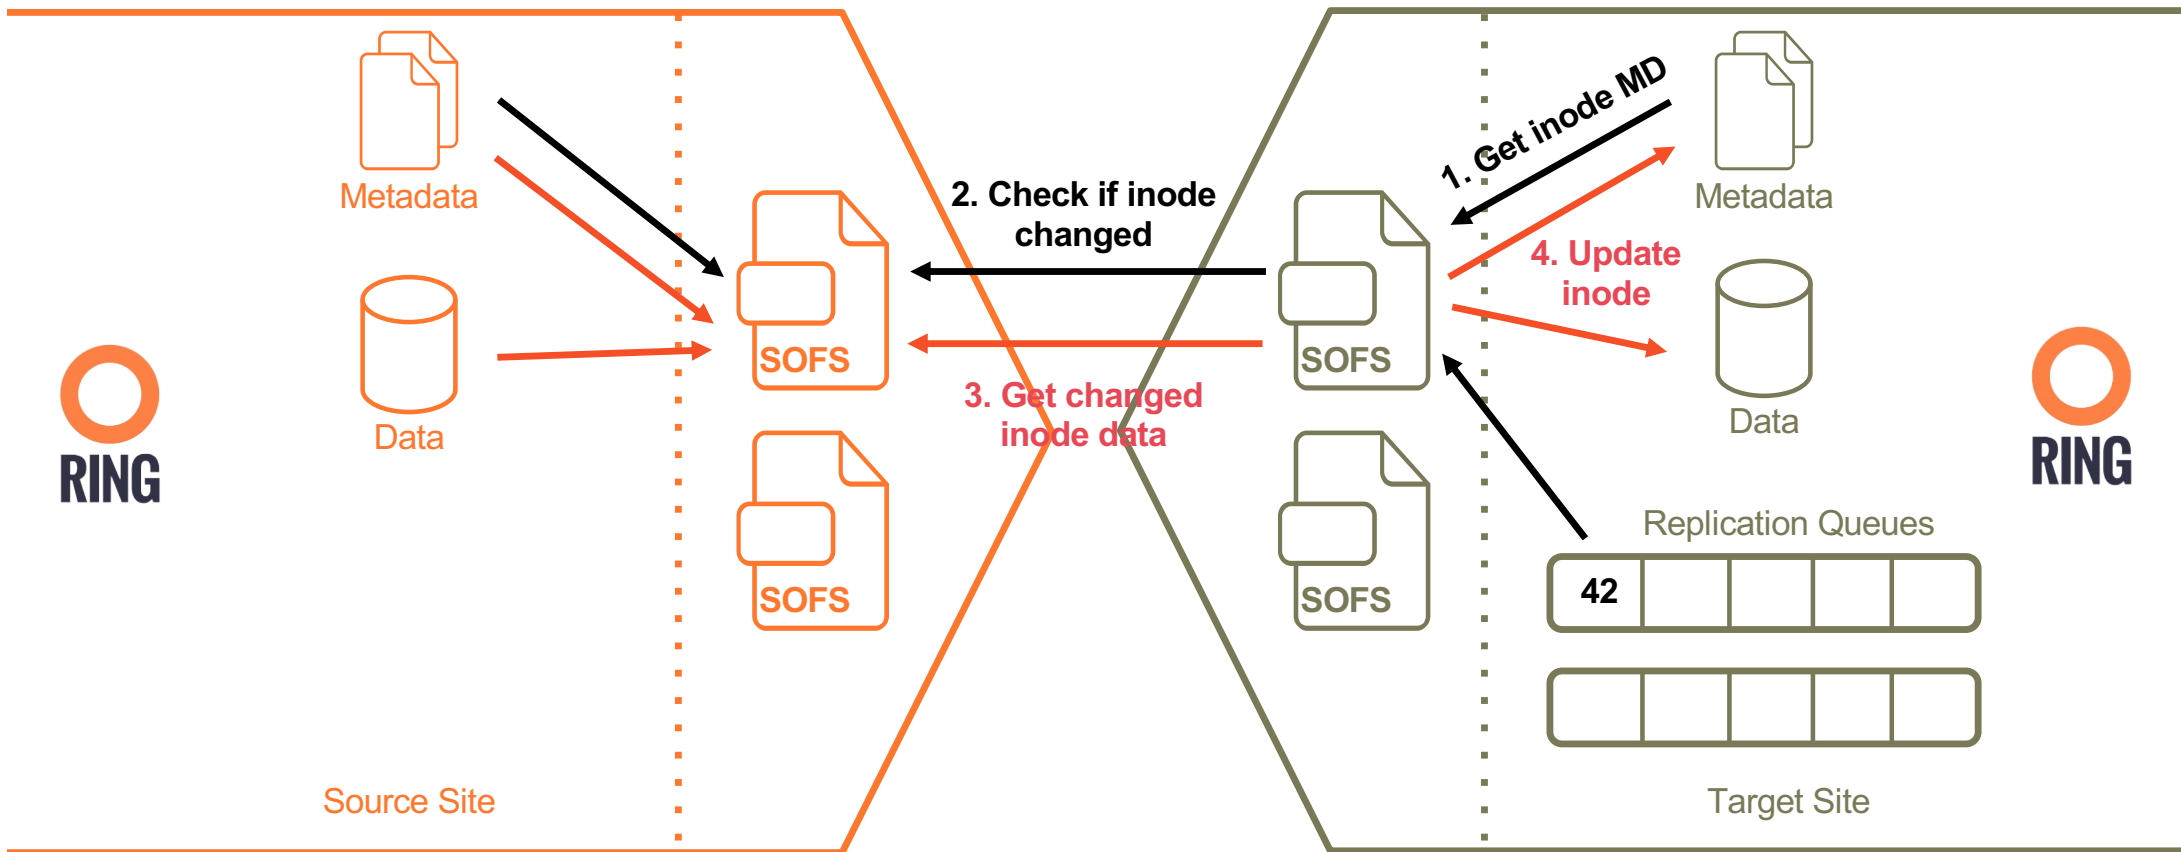 Metadata
Data
RING
Source Site
SOFS
SOFS
2. Check if inode
changed
3. Get changed
inode data
SOFS
SOFS
1. Get inode MD
4. Update
inode
Metadata
Data
RING
Replication Queues
42
Target Site